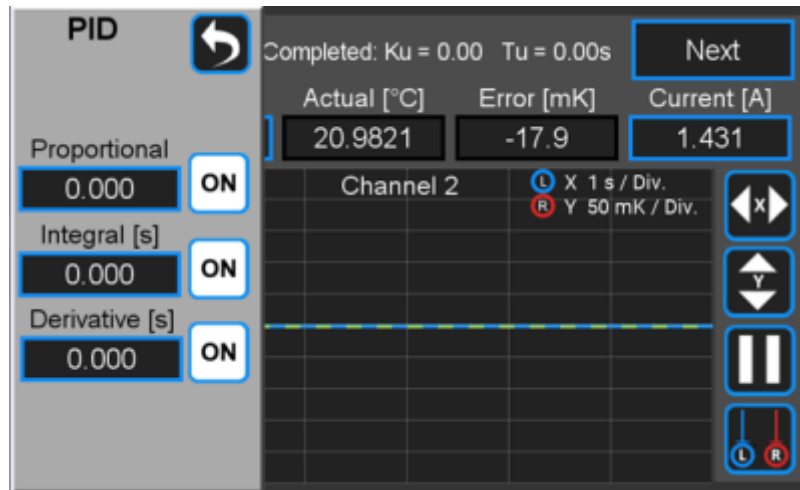 PID
Completed: Ku = 0.00 Tu = 0.00s
Next
Actual [°C]
Error [mK]
Current [A]
20.9821
-17.9
1.431
Proportional
0.000
ON
Integral [s]
0.000
ON
Derivative [s]
0.000
ON
Channel 2
L X 1 s / Div.
R Y 50 mK / Div.
X
Y
L R